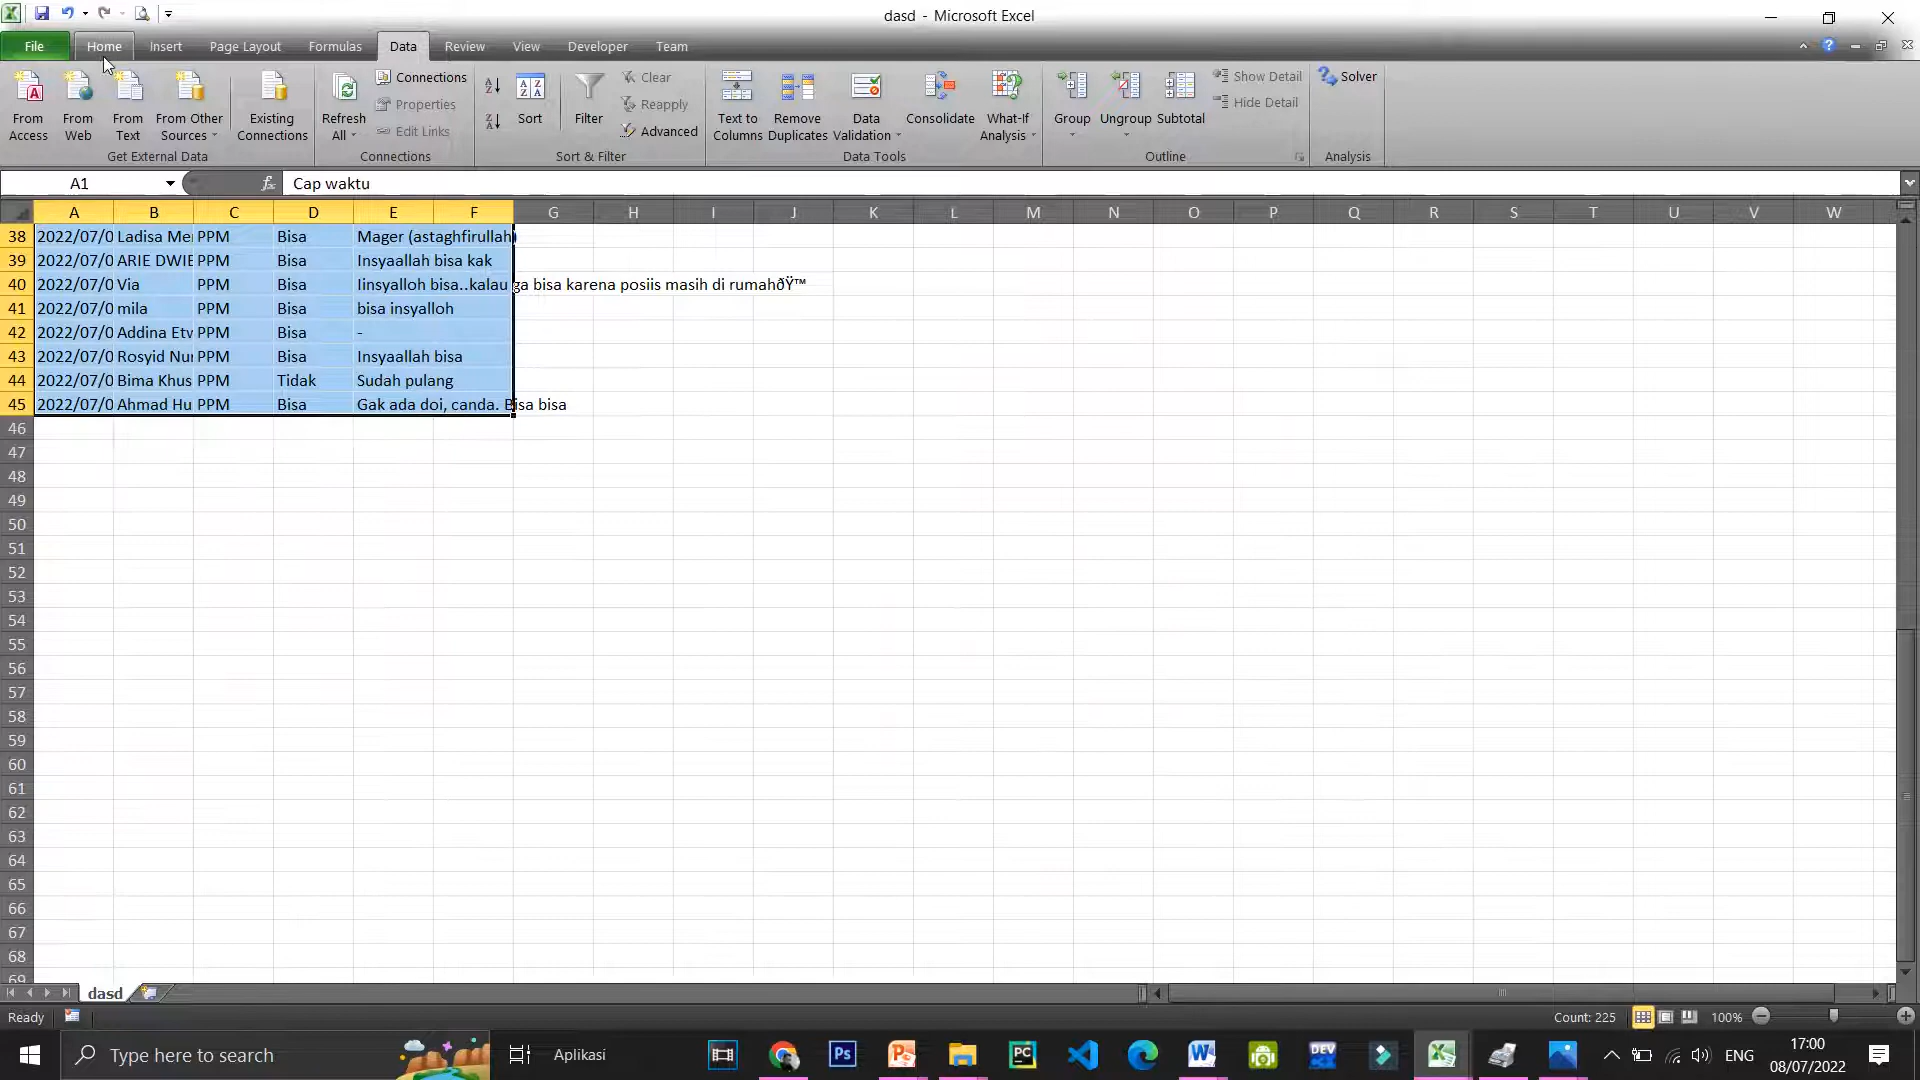 dasd - Microsoft Excel
File Home Insert Page Layout Formulas Data Review View Developer Team
From Access
From Web
From Text
From Other Sources
Existing Connections
Get External Data
Refresh All
Connections
Properties
Edit Links
Connections
Sort
Filter
Clear
Reapply
Advanced
Sort & Filter
Text to Columns
Remove Duplicates
Data Validation
Consolidate
What-If Analysis
Data Tools
Group
Ungroup
Subtotal
Show Detail
Hide Detail
Outline
Solver
Analysis
A1 fx Cap waktu
A B C D E F G H I J K L M N O P Q R S T U V W
38 2022/07/0 Ladisa Me PPM Bisa Mager (astaghfirullah)
39 2022/07/0 ARIE DWIE PPM Bisa Insyaallah bisa kak
40 2022/07/0 Via PPM Bisa Iinsyalloh bisa..kalau ga bisa karena posiis masih di rumahðŸ™
41 2022/07/0 mila PPM Bisa bisa insyalloh
42 2022/07/0 Addina Etw PPM Bisa -
43 2022/07/0 Rosyid Nur PPM Bisa Insyaallah bisa
44 2022/07/0 Bima Khus PPM Tidak Sudah pulang
45 2022/07/0 Ahmad Hu PPM Bisa Gak ada doi, canda. Bisa bisa
46
47
48
49
50
51
52
53
54
55
56
57
58
59
60
61
62
63
64
65
66
67
68
69
dasd
Ready Count: 225 100%
Type here to search Aplikasi ENG 17:00
08/07/2022